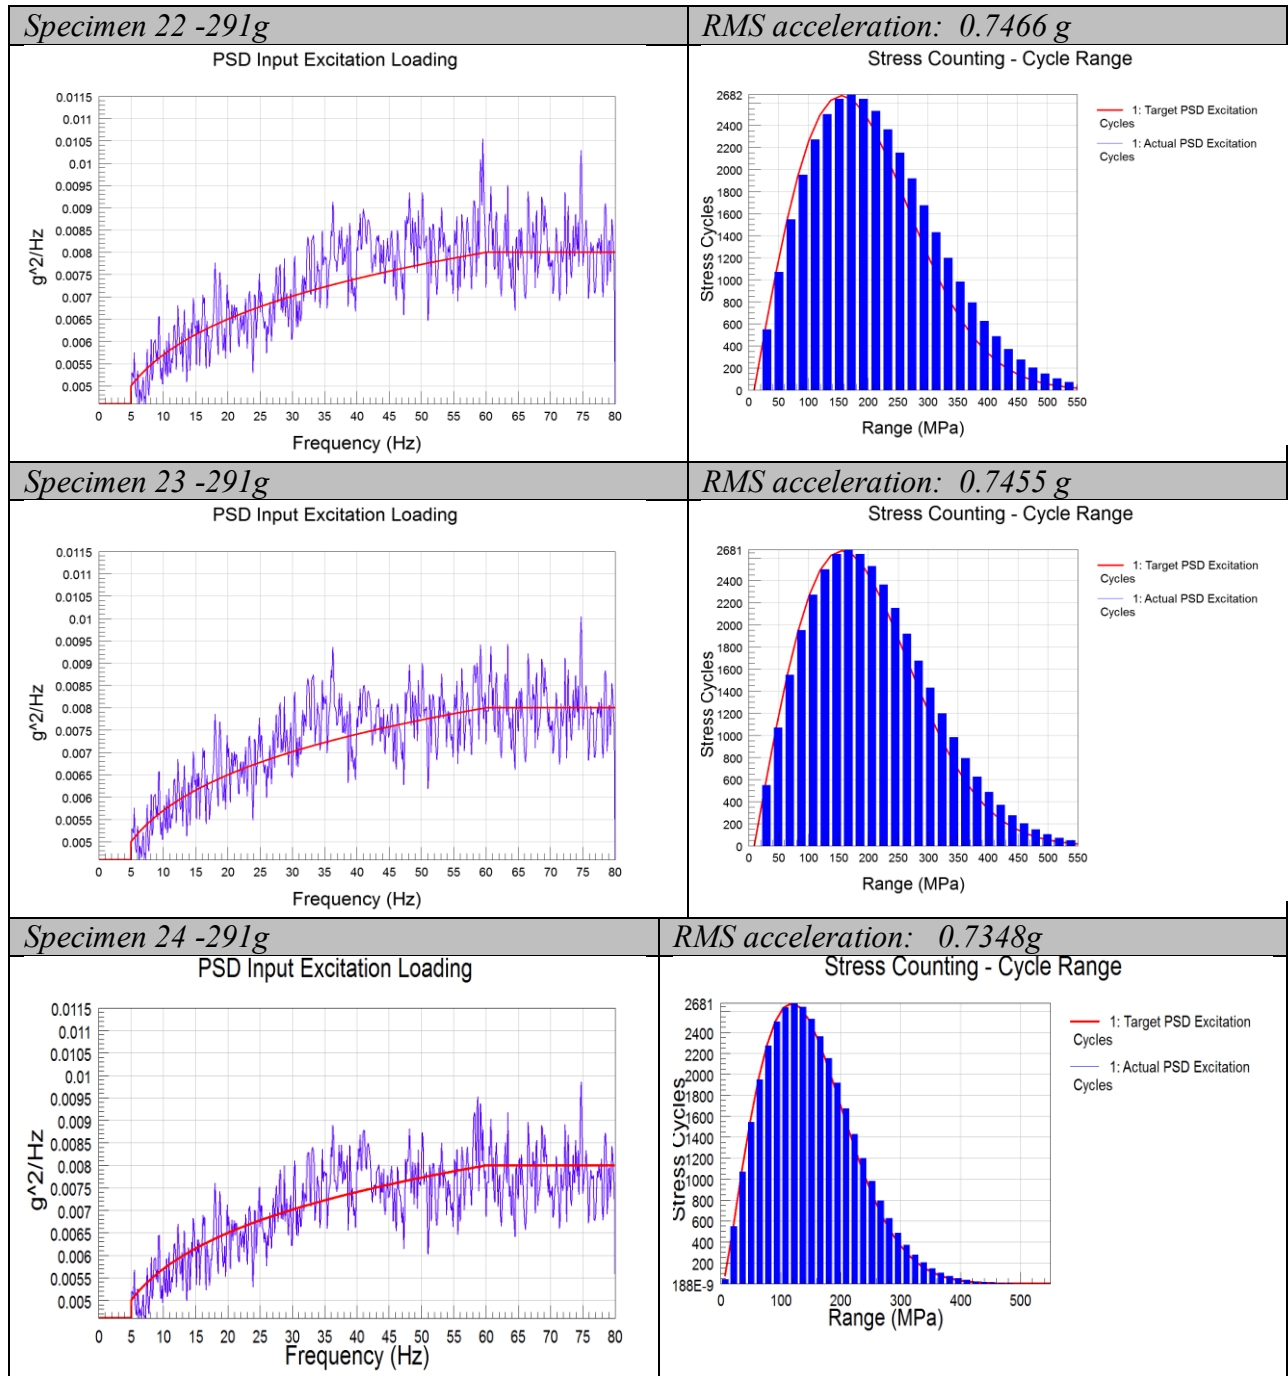 Specimen 22 -291g
RMS acceleration: 0.7466 g
PSD Input Excitation Loading
g^2/Hz
0.0115
0.011
0.0105
0.01
0.0095
0.009
0.0085
0.008
0.0075
0.007
0.0065
0.006
0.0055
0.005
0 5 10 15 20 25 30 35 40 45 50 55 60 65 70 75 80
Frequency (Hz)
Stress Counting - Cycle Range
Stress Cycles
2682
2400
2200
2000
1800
1600
1400
1200
1000
800
600
400
200
0
0 50 100 150 200 250 300 350 400 450 500 550
Range (MPa)
1: Target PSD Excitation
Cycles
1: Actual PSD Excitation
Cycles
Specimen 23 -291g
RMS acceleration: 0.7455 g
PSD Input Excitation Loading
g^2/Hz
0.0115
0.011
0.0105
0.01
0.0095
0.009
0.0085
0.008
0.0075
0.007
0.0065
0.006
0.0055
0.005
0 5 10 15 20 25 30 35 40 45 50 55 60 65 70 75 80
Frequency (Hz)
Stress Counting - Cycle Range
Stress Cycles
2681
2400
2200
2000
1800
1600
1400
1200
1000
800
600
400
200
0
0 50 100 150 200 250 300 350 400 450 500 550
Range (MPa)
1: Target PSD Excitation
Cycles
1: Actual PSD Excitation
Cycles
Specimen 24 -291g
RMS acceleration: 0.7348g
PSD Input Excitation Loading
g^2/Hz
0.0115
0.011
0.0105
0.01
0.0095
0.009
0.0085
0.008
0.0075
0.007
0.0065
0.006
0.0055
0.005
0 5 10 15 20 25 30 35 40 45 50 55 60 65 70 75 80
Frequency (Hz)
Stress Counting - Cycle Range
Stress Cycles
2681
2400
2200
2000
1800
1600
1400
1200
1000
800
600
400
200
188E-9
0 100 200 300 400 500
Range (MPa)
1: Target PSD Excitation
Cycles
1: Actual PSD Excitation
Cycles